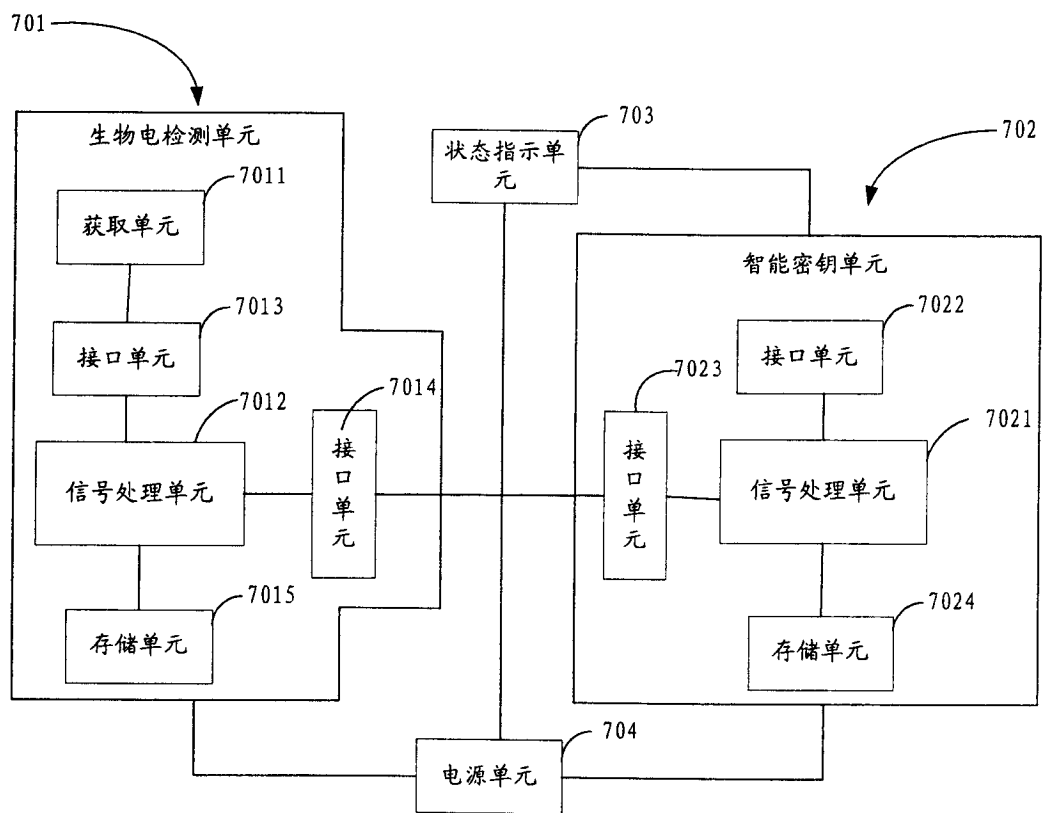 701
生物电检测单元
7011
获取单元
7013
接口单元
7012
信号处理单元
7014
接口单元
7015
存储单元
703
状态指示单
元
702
智能密钥单元
7022
接口单元
7023
接口单元
7021
信号处理单元
7024
存储单元
704
电源单元